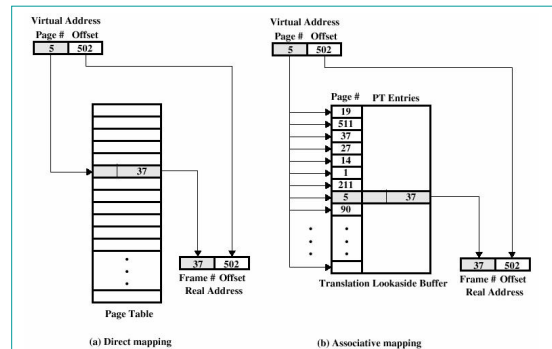 Virtual Address
Page # Offset
5 502
37
37 502
Frame # Offset
Real Address
Page Table
(a) Direct mapping
Virtual Address
Page # Offset
5 502
Page # PT Entries
19
511
37
27
14
1
211
5 37
90
37 502
Translation Lookaside Buffer
Frame # Offset
Real Address
(b) Associative mapping